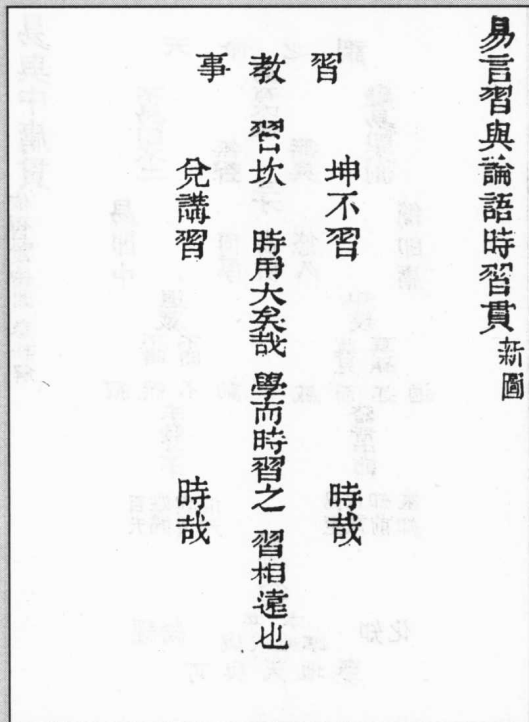 易言習與論語時習貫 新圖
習教事
坤不習 時哉
習坎 時用大矣哉 學而時習之 習相遠也
兌講習 時哉